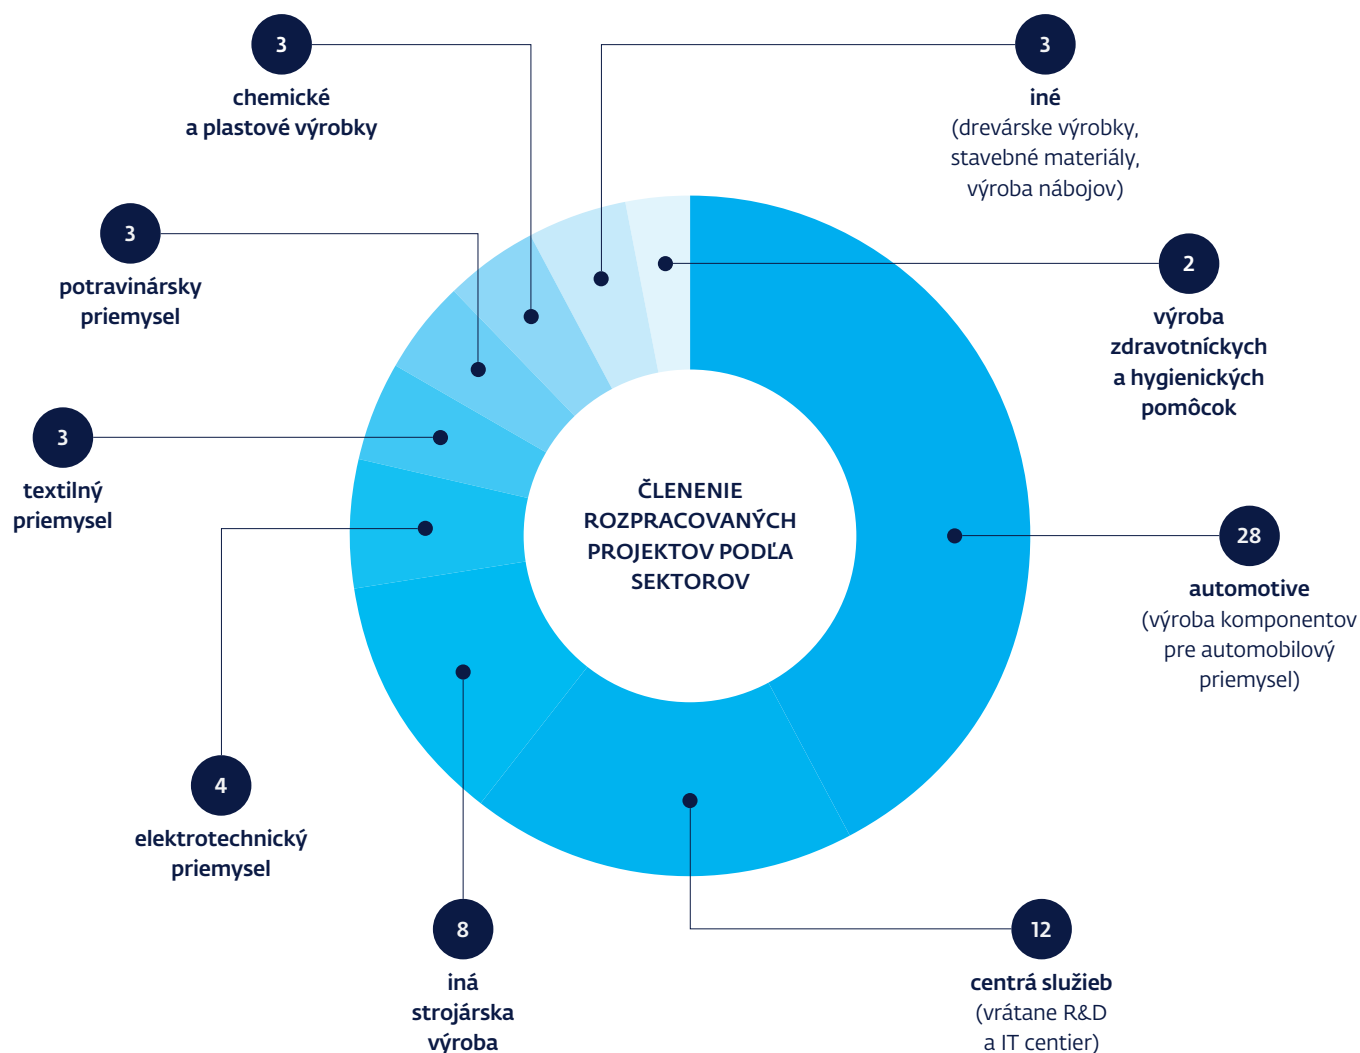 3
chemické
a plastové výrobky
3
iné
(drevárske výrobky,
stavebné materiály,
výroba nábojov)
3
potravinársky
priemysel
2
výroba
zdravotníckych
a hygienických
pomôcok
3
textilný
priemysel
ČLENENIE
ROZPRACOVANÝCH
PROJEKTOV PODĽA
SEKTOROV
28
automotive
(výroba komponentov
pre automobilový
priemysel)
4
elektrotechnický
priemysel
8
iná
strojárska
výroba
12
centrá služieb
(vrátane R&D
a IT centier)